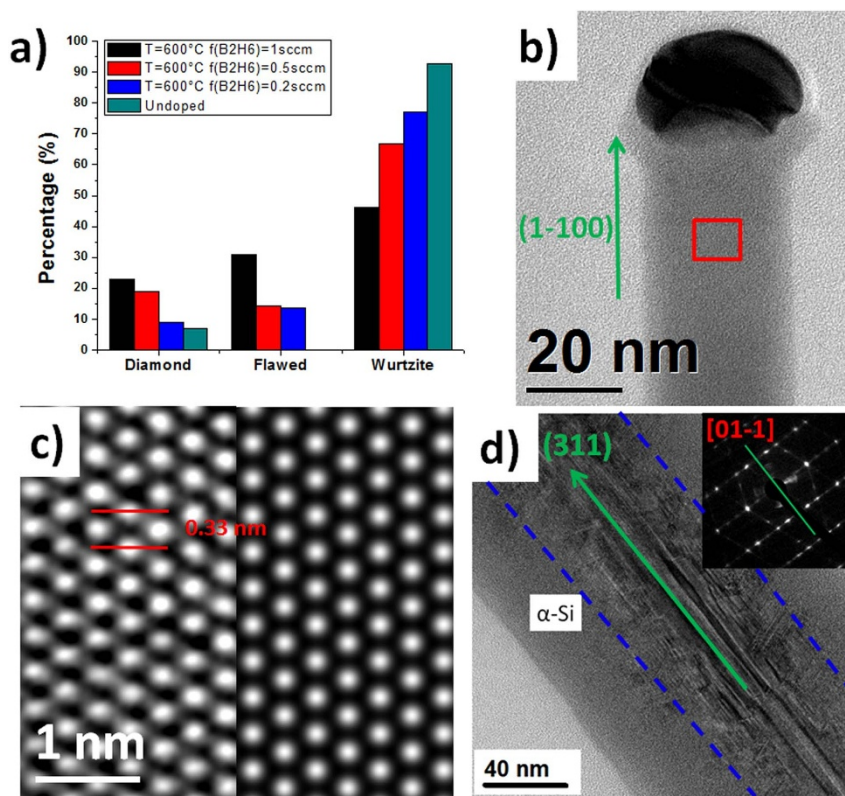 a)
100
90
80
70
60
50
40
30
20
10
0
Percentage (%)
T=600°C f(B2H6)=1sccm
T=600°C f(B2H6)=0.5sccm
T=600°C f(B2H6)=0.2sccm
Undoped
Diamond Flawed Wurtzite
b)
(1-100)
20 nm
c)
0.33 nm
1 nm
d)
(311)
[01-1]
α-Si
40 nm